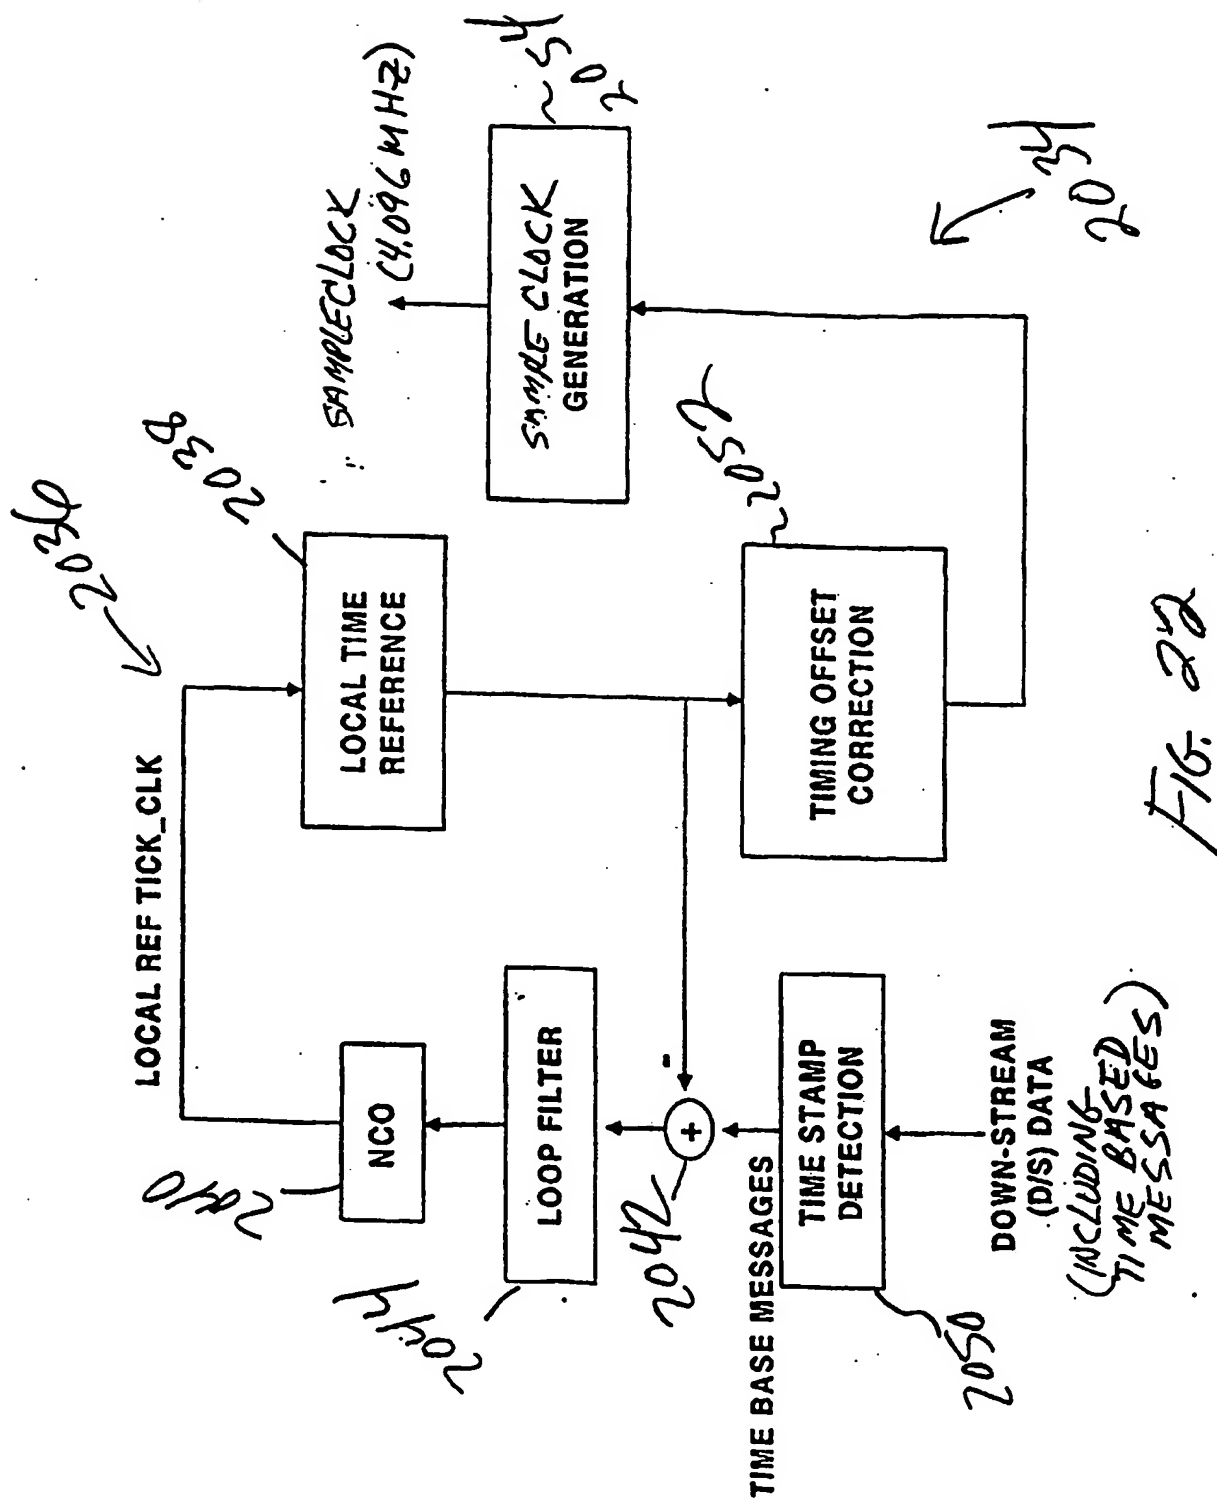 2036
LOCAL REF TICK_CLK
2040
NCO
2038
LOCAL TIME
REFERENCE
SAMPLECLOCK
(4.096 MHZ)
2044
LOOP FILTER
SAMPLE CLOCK
GENERATION
2054
2042
+
-
TIME BASE MESSAGES
TIME STAMP
DETECTION
2050
TIMING OFFSET
CORRECTION
2052
DOWN-STREAM
(D/S) DATA
(INCLUDING
TIME BASED
MESSAGES)
2034
FIG. 22